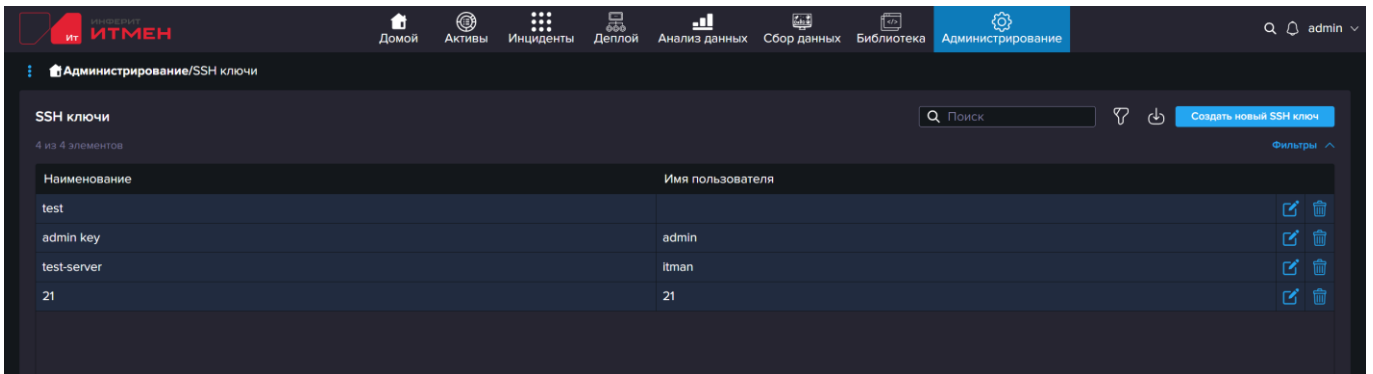 ИНФЕРИТ
ИТ ИТМЕН
Домой Активы Инциденты Деплой Анализ данных Сбор данных Библиотека Администрирование admin
Администрирование/SSH ключи
SSH ключи Поиск Создать новый SSH ключ
4 из 4 элементов Фильтры
Наименование Имя пользователя
test
admin key admin
test-server itman
21 21